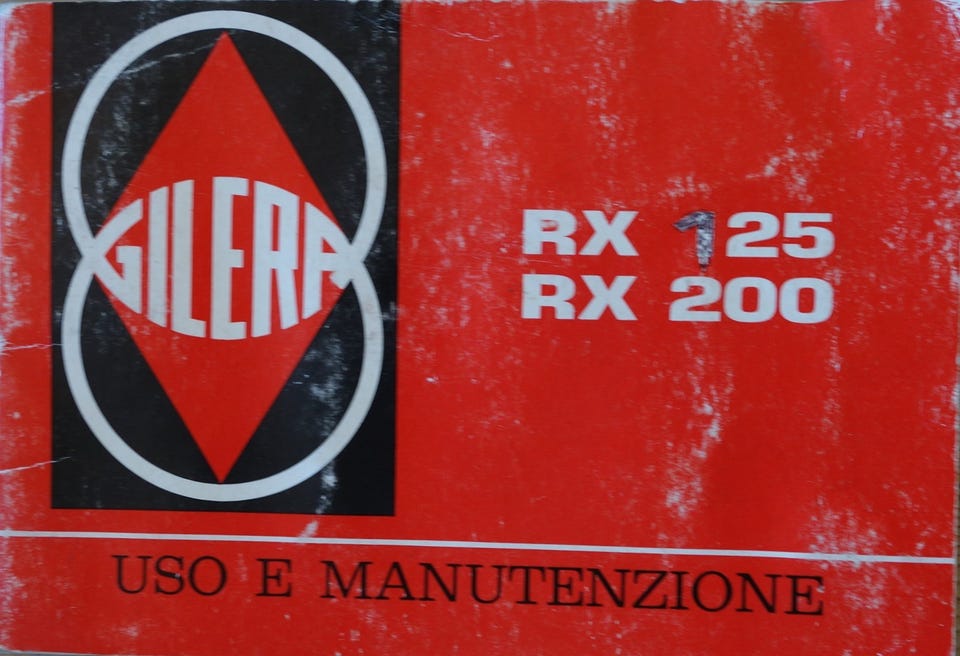 GILERA
RX 125
RX 200
USO E MANUTENZIONE